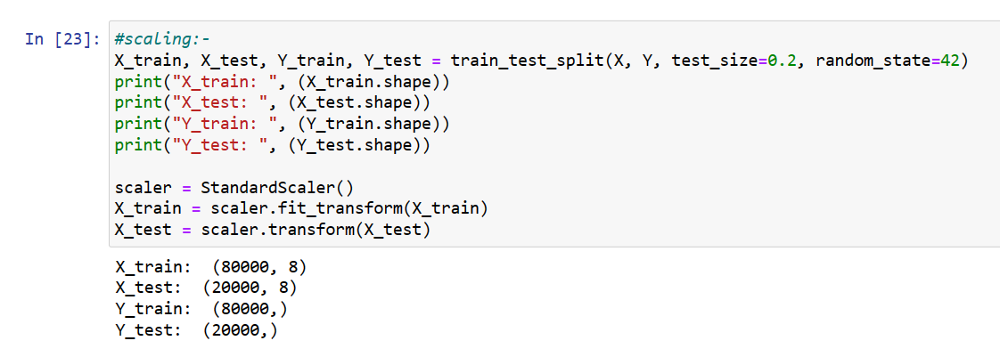 In [23]: #scaling:-
X_train, X_test, Y_train, Y_test = train_test_split(X, Y, test_size=0.2, random_state=42)
print("X_train: ", (X_train.shape))
print("X_test: ", (X_test.shape))
print("Y_train: ", (Y_train.shape))
print("Y_test: ", (Y_test.shape))

scaler = StandardScaler()
X_train = scaler.fit_transform(X_train)
X_test = scaler.transform(X_test)

X_train:  (80000, 8)
X_test:  (20000, 8)
Y_train:  (80000,)
Y_test:  (20000,)